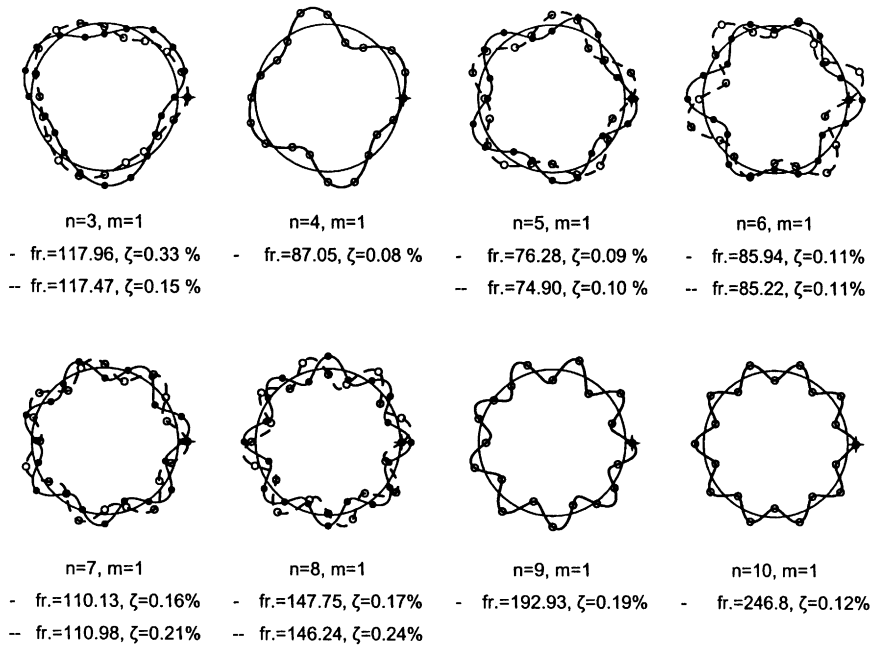 n=3, m=1
n=4, m=1
n=5, m=1
n=6, m=1
- fr.=117.96, ζ=0.33 %
- fr.=87.05, ζ=0.08 %
- fr.=76.28, ζ=0.09 %
- fr.=85.94, ζ=0.11%
-- fr.=117.47, ζ=0.15 %
-- fr.=74.90, ζ=0.10 %
-- fr.=85.22, ζ=0.11%
n=7, m=1
n=8, m=1
n=9, m=1
n=10, m=1
- fr.=110.13, ζ=0.16%
- fr.=147.75, ζ=0.17%
- fr.=192.93, ζ=0.19%
- fr.=246.8, ζ=0.12%
-- fr.=110.98, ζ=0.21%
-- fr.=146.24, ζ=0.24%